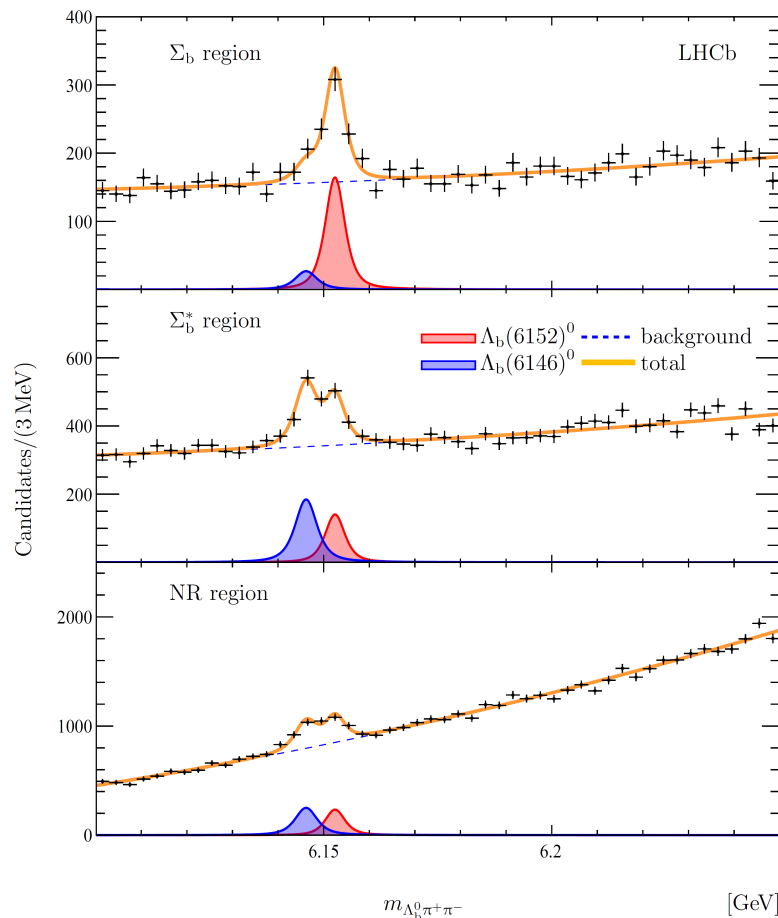 400
Σb region
LHCb
300
200
100
Σb* region
Λb(6152)⁰
background
600
Λb(6146)⁰
total
400
200
Candidates/(3 MeV)
NR region
2000
1000
0
6.15
6.2
mΛb⁰π⁺π⁻
[GeV]